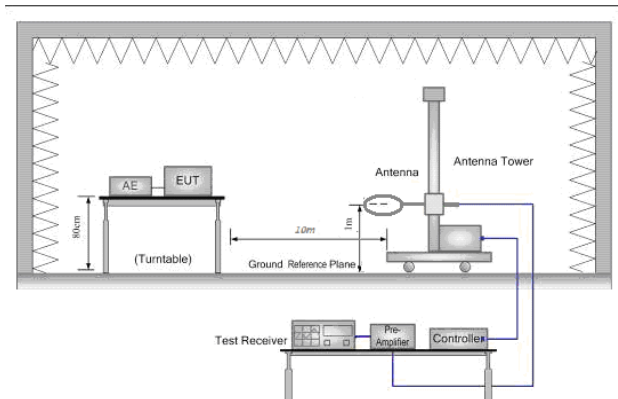 Antenna
Antenna Tower
AE
EUT
80cm
10m
1m
(Turntable)
Ground Reference Plane
Test Receiver
Pre-
Amplifier
Controller